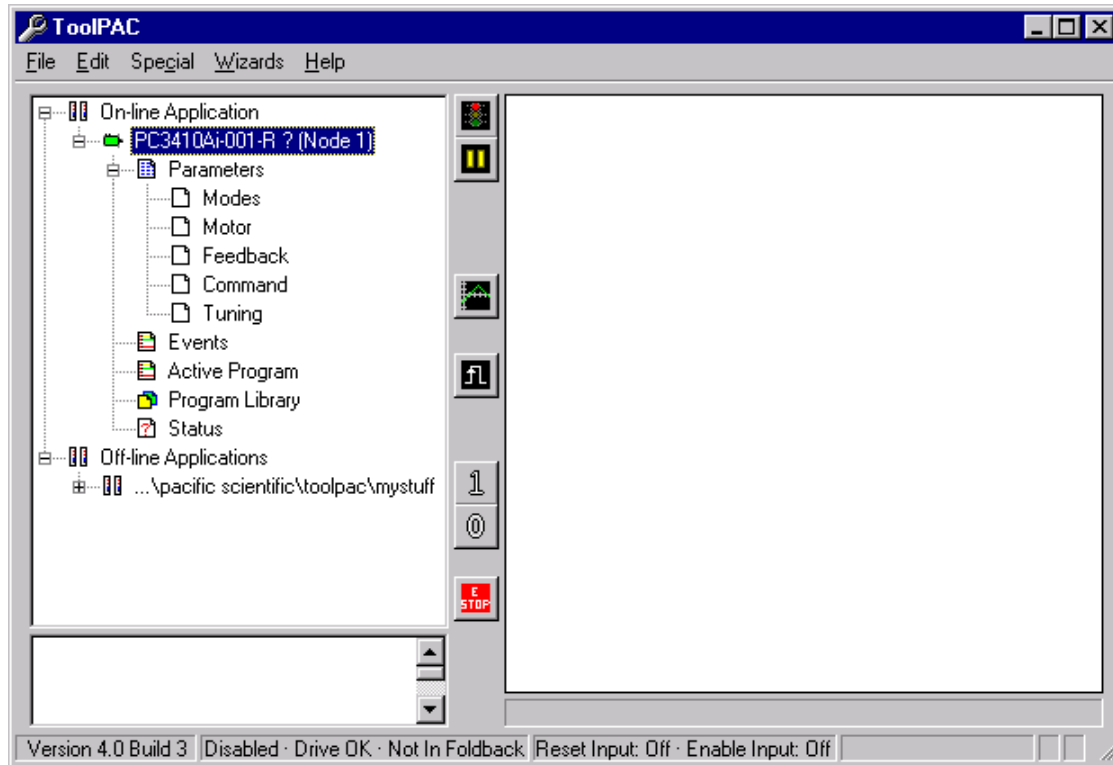 ToolPAC
File Edit Special Wizards Help
On-line Application
PC3410Ai-001-R ? (Node 1)
Parameters
Modes
Motor
Feedback
Command
Tuning
Events
Active Program
Program Library
Status
Off-line Applications
...\pacific scientific\toolpac\mystuff
1
0
E
STOP
Version 4.0 Build 3 Disabled · Drive OK · Not In Foldback Reset Input: Off · Enable Input: Off